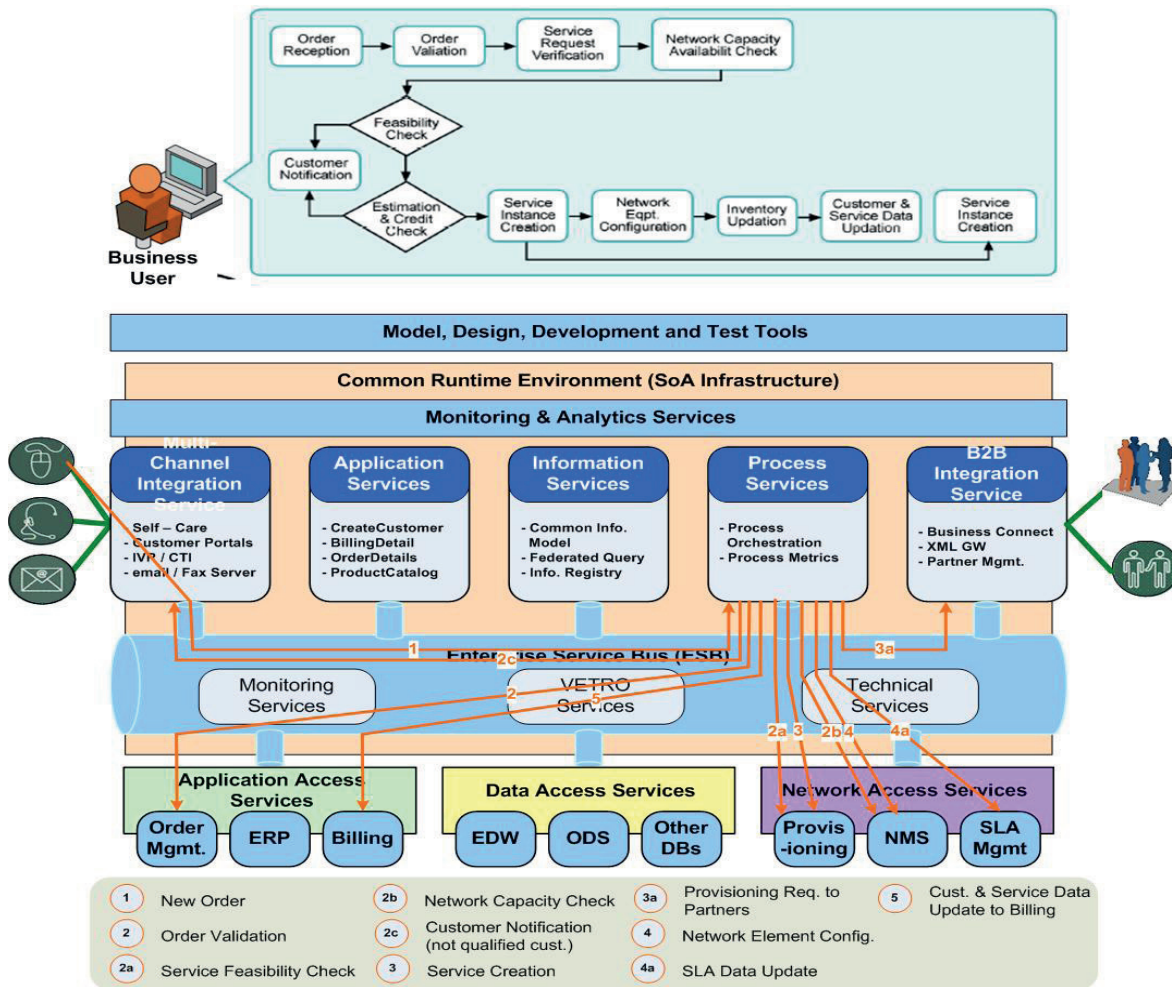 Order
Reception
Order
Valiation
Service
Request
Verification
Network Capacity
Availabilit Check
Feasibility
Check
Customer
Notification
Estimation
& Credit
Check
Service
Instance
Creation
Network
Eqpt.
Configuration
Inventory
Updation
Customer &
Service Data
Updation
Service
Instance
Creation
Business
User
Model, Design, Development and Test Tools
Common Runtime Environment (SoA Infrastructure)
Monitoring & Analytics Services
Multi-
Channel
Integration
Service
Self – Care
- Customer Portals
- IVR / CTI
- email / Fax Server
Application
Services
- CreateCustomer
- BillingDetail
- OrderDetails
- ProductCatalog
Information
Services
- Common Info.
Model
- Federated Query
- Info. Registry
Process
Services
- Process
Orchestration
- Process Metrics
B2B
Integration
Service
- Business Connect
- XML GW
- Partner Mgmt.
1
2c
3a
Enterprise Service Bus (ESB)
Monitoring
Services
2
5
VETRO
Services
Technical
Services
2a
3
2b
4
4a
Application Access
Services
Order
Mgmt.
ERP
Billing
Data Access Services
EDW
ODS
Other
DBs
Network Access Services
Provis
-ioning
NMS
SLA
Mgmt
1 New Order
2 Order Validation
2a Service Feasibility Check
2b Network Capacity Check
2c Customer Notification
(not qualified cust.)
3 Service Creation
3a Provisioning Req. to
Partners
4 Network Element Config.
4a SLA Data Update
5 Cust. & Service Data
Update to Billing